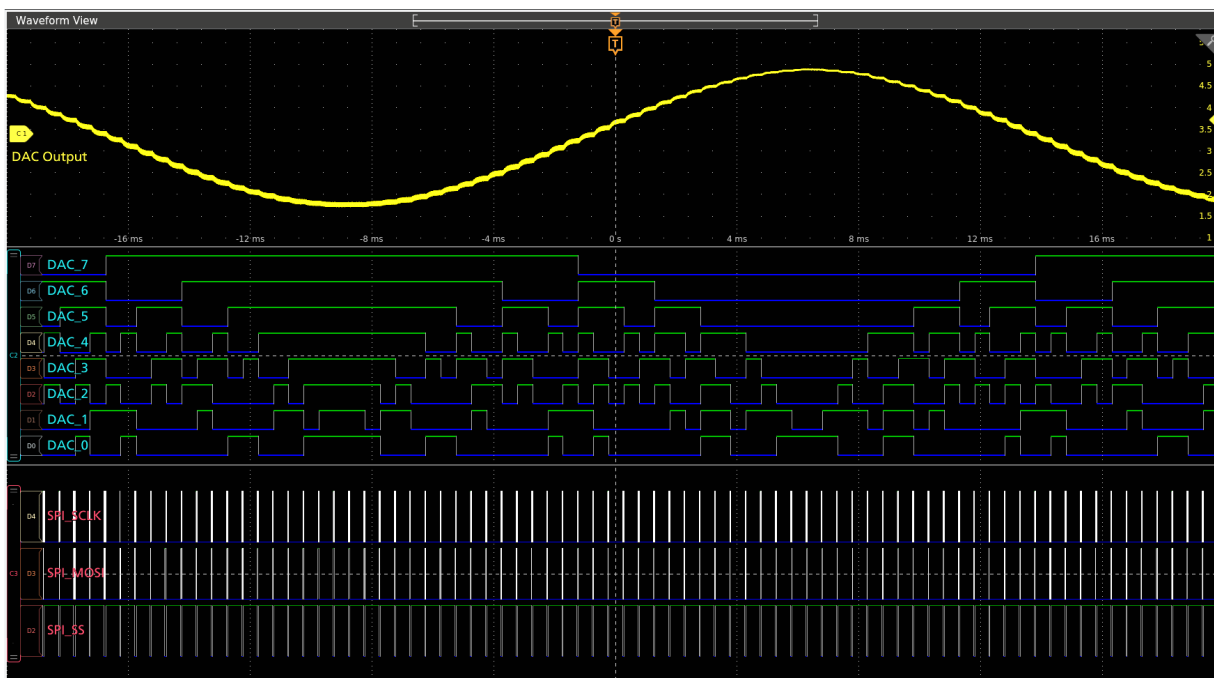 Waveform View
T
T
5
4.5
4
C 1
3.5
DAC Output
3
2.5
2
1.5
-16 ms -12 ms -8 ms -4 ms 0 s 4 ms 8 ms 12 ms 16 ms 1
D7 DAC_7
D6 DAC_6
D5 DAC_5
D4 DAC_4
C2
D3 DAC_3
D2 DAC_2
D1 DAC_1
D0 DAC_0
D4 SPI_SCLK
C3 D3 SPI_MOSI
D2 SPI_SS